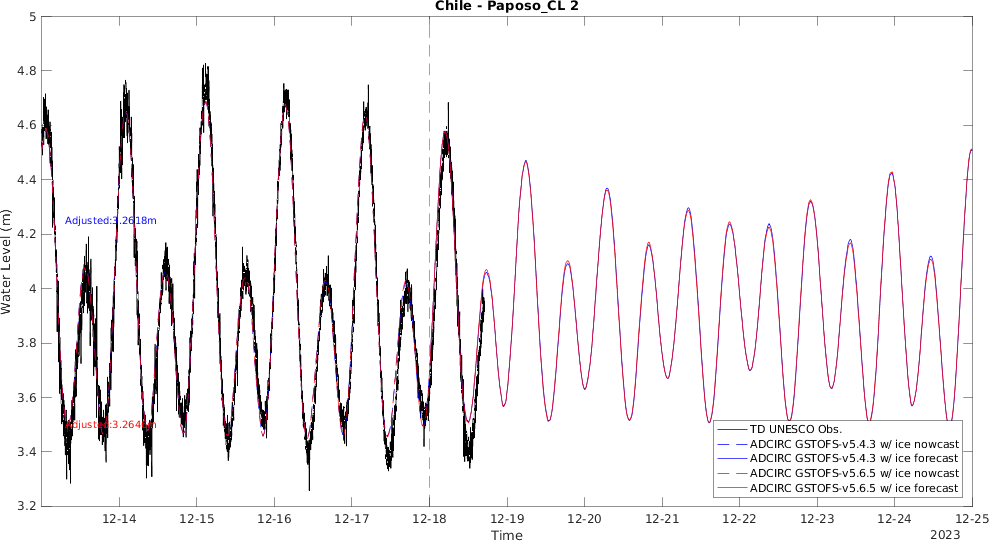 Chile - Paposo_CL 2
5
4.8
4.6
4.4
4.2
4
3.8
3.6
3.4
3.2
Water Level (m)
Adjusted:3.2618m
12-14
12-15
12-16
12-17
12-18
12-19
12-20
12-21
12-22
12-23
12-24
12-25
Time
2023
TD UNESCO Obs.
ADCIRC GSTOFS-v5.4.3 w/ ice nowcast
ADCIRC GSTOFS-v5.4.3 w/ ice forecast
ADCIRC GSTOFS-v5.6.5 w/ ice nowcast
ADCIRC GSTOFS-v5.6.5 w/ ice forecast